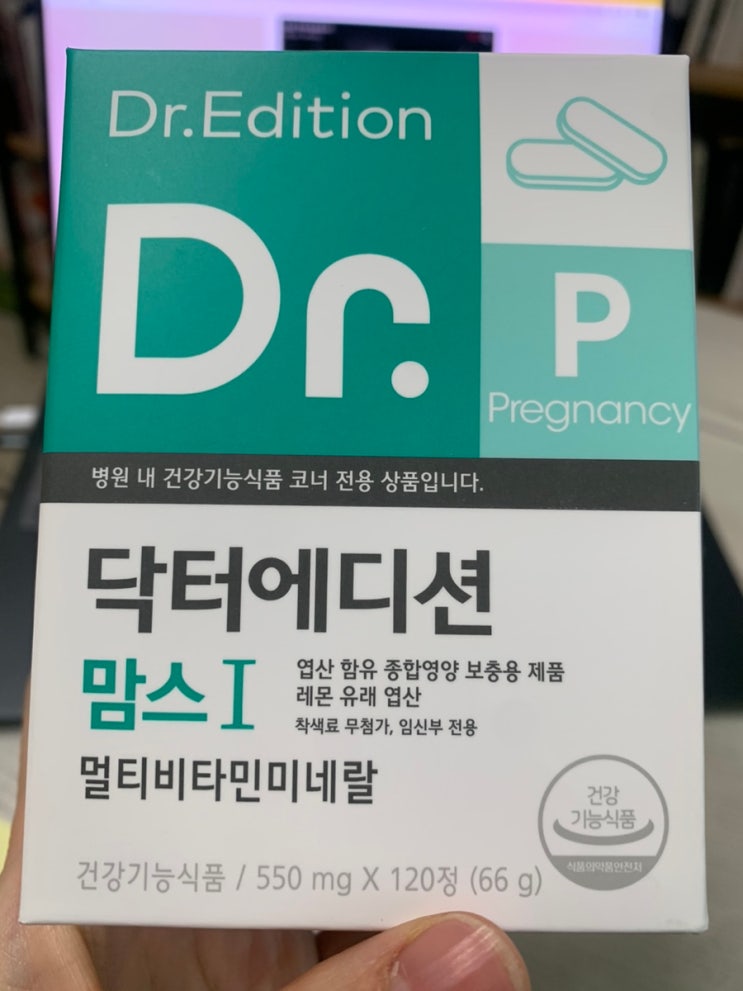 Dr.Edition
Dr.
P
Pregnancy
병원 내 건강기능식품 코너 전용 상품입니다.
닥터에디션
맘스I
엽산 함유 종합영양 보충용 제품
레몬 유래 엽산
착색료 무첨가, 임신부 전용
멀티비타민미네랄
건강
기능식품
식품의약품안전처
건강기능식품 / 550 mg X 120정 (66 g)